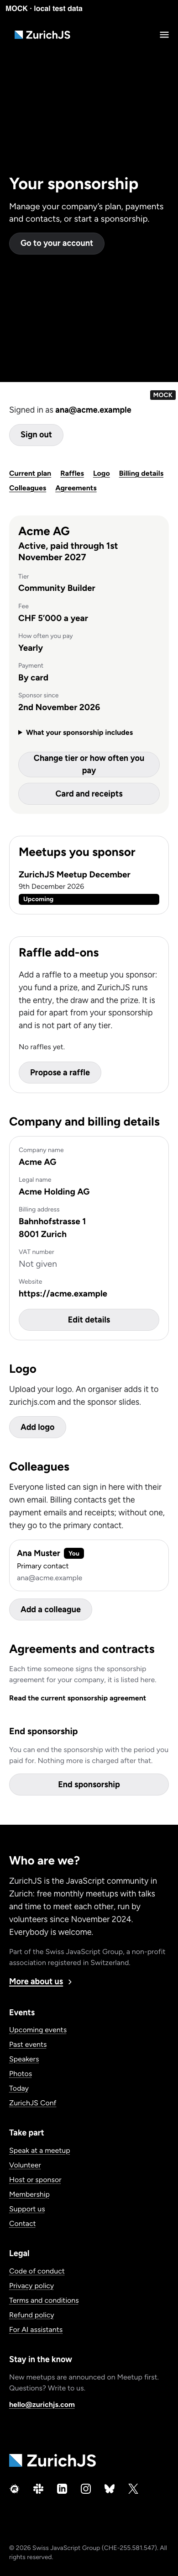 MOCK · local test data
ZurichJS
Your sponsorship
Manage your company's plan, payments
and contacts, or start a sponsorship.
Go to your account
MOCK
Signed in as ana@acme.example
Sign out
Current plan Raffles Logo Billing details
Colleagues Agreements
Acme AG
Active, paid through 1st
November 2027
Tier
Community Builder
Fee
CHF 5'000 a year
How often you pay
Yearly
Payment
By card
Sponsor since
2nd November 2026
What your sponsorship includes
Change tier or how often you
pay
Card and receipts
Meetups you sponsor
ZurichJS Meetup December
9th December 2026
Upcoming
Raffle add-ons
Add a raffle to a meetup you sponsor:
you fund a prize, and ZurichJS runs
the entry, the draw and the prize. It is
paid for apart from your sponsorship
and is not part of any tier.
No raffles yet.
Propose a raffle
Company and billing details
Company name
Acme AG
Legal name
Acme Holding AG
Billing address
Bahnhofstrasse 1
8001 Zurich
VAT number
Not given
Website
https://acme.example
Edit details
Logo
Upload your logo. An organiser adds it to
zurichjs.com and the sponsor slides.
Add logo
Colleagues
Everyone listed can sign in here with their
own email. Billing contacts get the
payment emails and receipts; without one,
they go to the primary contact.
Ana Muster You
Primary contact
ana@acme.example
Add a colleague
Agreements and contracts
Each time someone signs the sponsorship
agreement for your company, it is listed here.
Read the current sponsorship agreement
End sponsorship
You can end the sponsorship with the period you
paid for. Nothing more is charged after that.
End sponsorship
Who are we?
ZurichJS is the JavaScript community in
Zurich: free monthly meetups with talks
and time to meet each other, run by
volunteers since November 2024.
Everybody is welcome.
Part of the Swiss JavaScript Group, a non-profit
association registered in Switzerland.
More about us
Events
Upcoming events
Past events
Speakers
Photos
Today
ZurichJS Conf
Take part
Speak at a meetup
Volunteer
Host or sponsor
Membership
Support us
Contact
Legal
Code of conduct
Privacy policy
Terms and conditions
Refund policy
For AI assistants
Stay in the know
New meetups are announced on Meetup first.
Questions? Write to us.
hello@zurichjs.com
ZurichJS
© 2026 Swiss JavaScript Group (CHE-255.581.547). All
rights reserved.